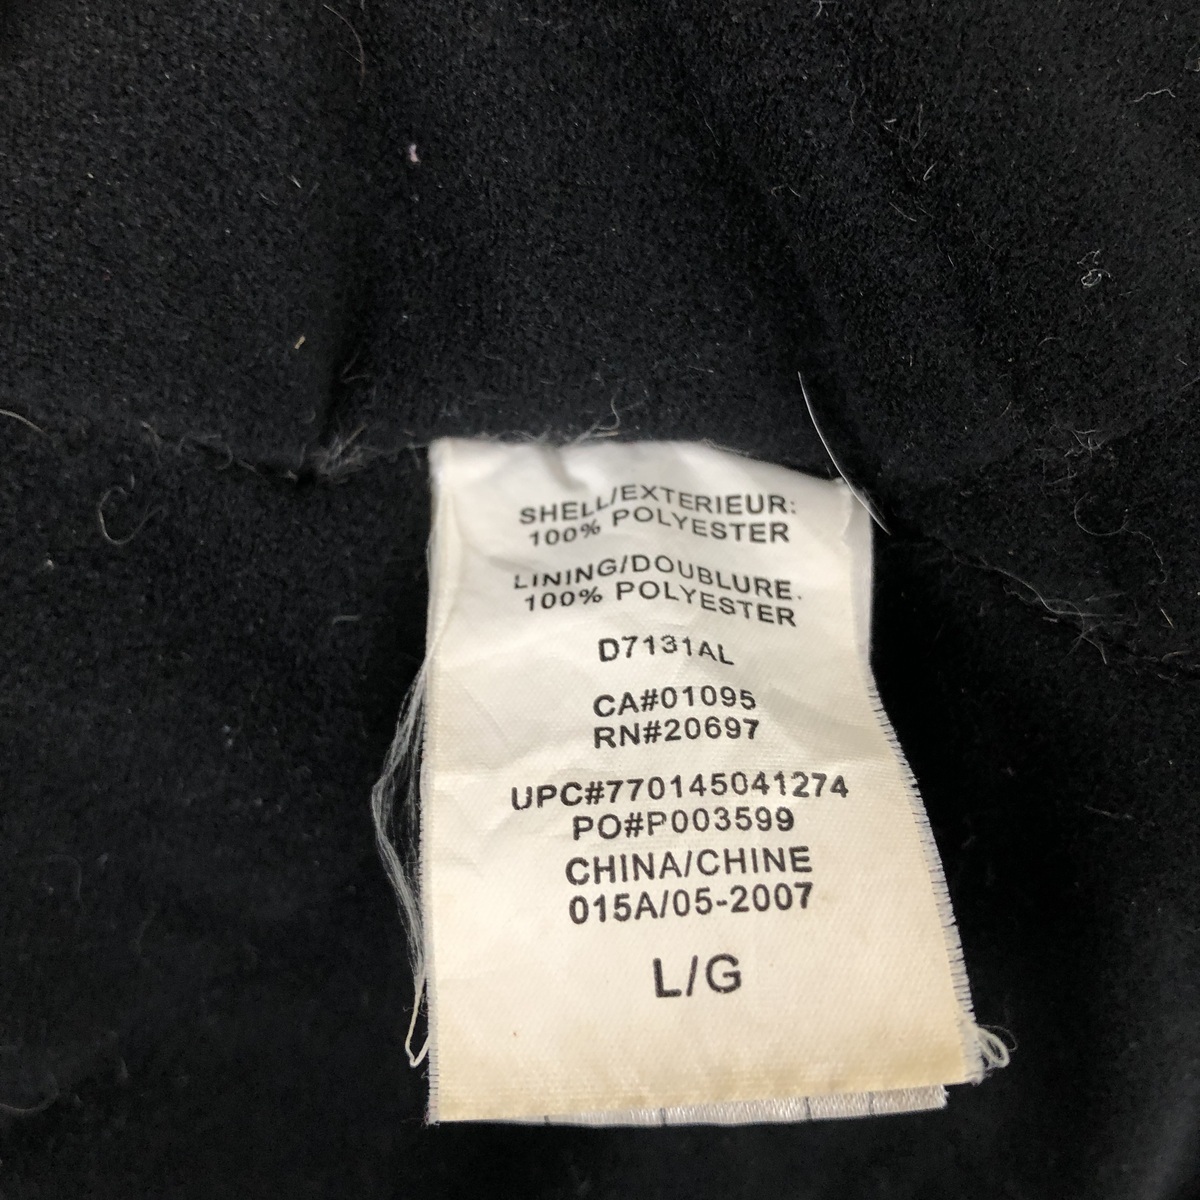 SHELL/EXTERIEUR:
100% POLYESTER
LINING/DOUBLURE.
100% POLYESTER
D7131AL
CA#01095
RN#20697
UPC#770145041274
PO#P003599
CHINA/CHINE
015A/05-2007
L/G